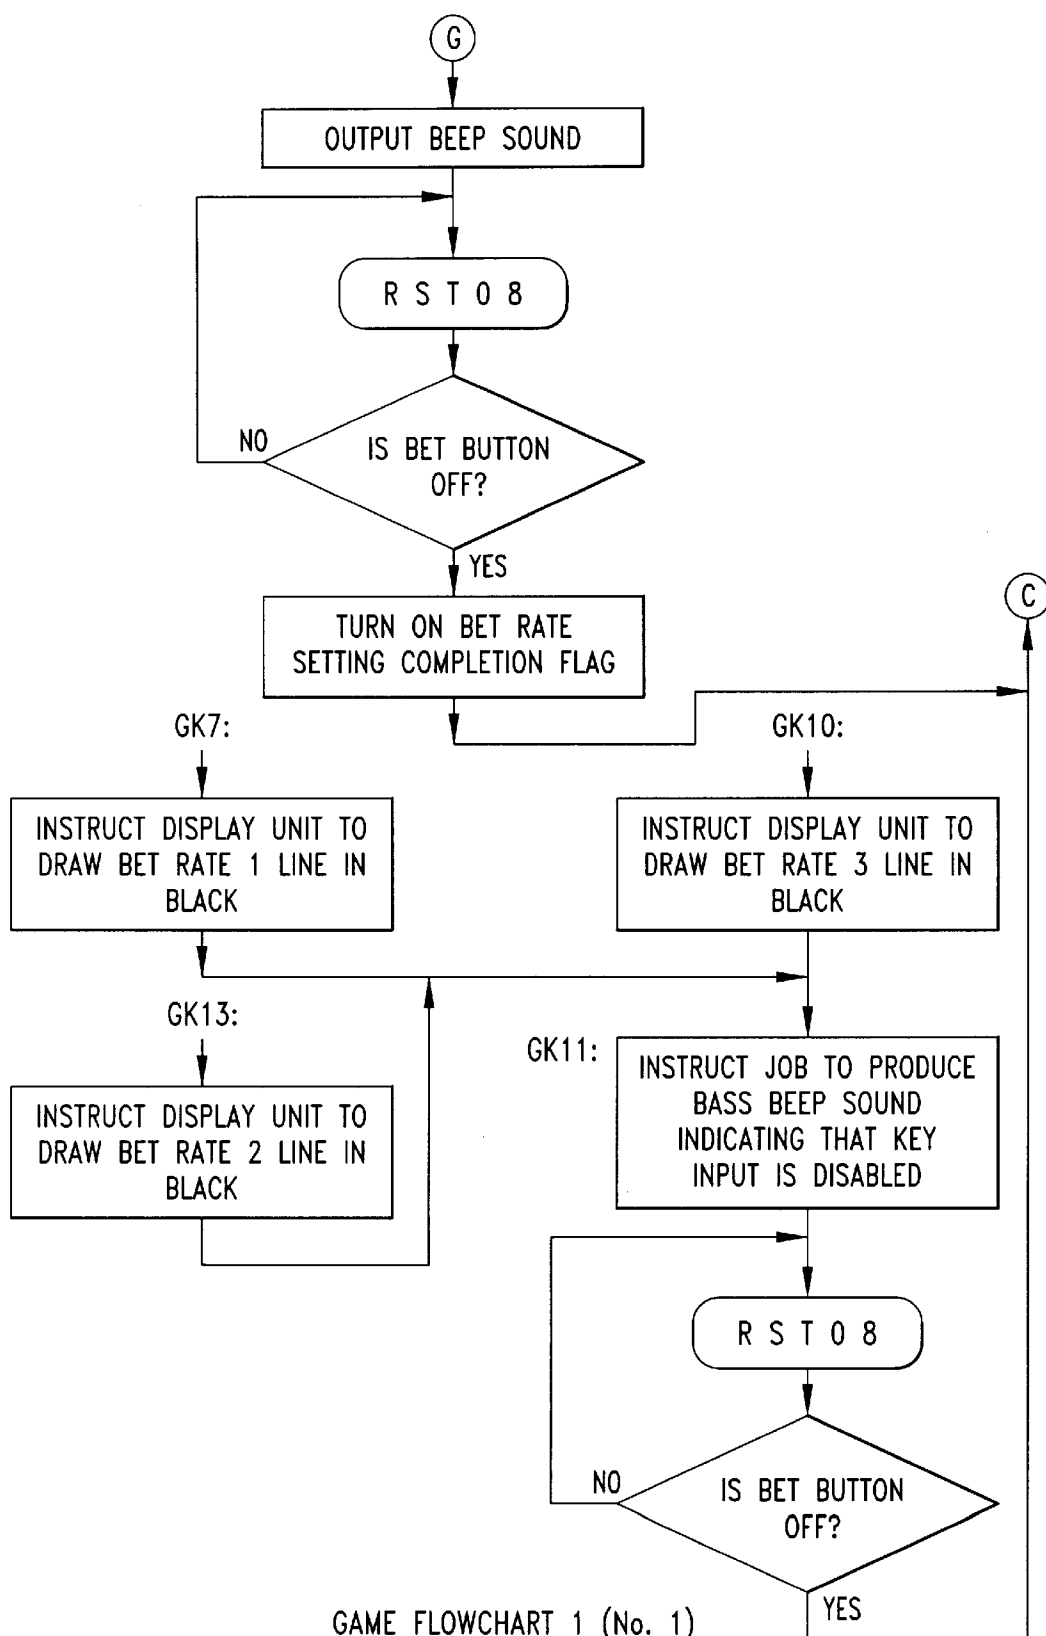 G
OUTPUT BEEP SOUND
R S T 0 8
NO
IS BET BUTTON
OFF?
YES
TURN ON BET RATE
SETTING COMPLETION FLAG
C
GK7:
INSTRUCT DISPLAY UNIT TO
DRAW BET RATE 1 LINE IN
BLACK
GK10:
INSTRUCT DISPLAY UNIT TO
DRAW BET RATE 3 LINE IN
BLACK
GK13:
INSTRUCT DISPLAY UNIT TO
DRAW BET RATE 2 LINE IN
BLACK
GK11:
INSTRUCT JOB TO PRODUCE
BASS BEEP SOUND
INDICATING THAT KEY
INPUT IS DISABLED
R S T 0 8
NO
IS BET BUTTON
OFF?
YES
GAME FLOWCHART 1 (No. 1)